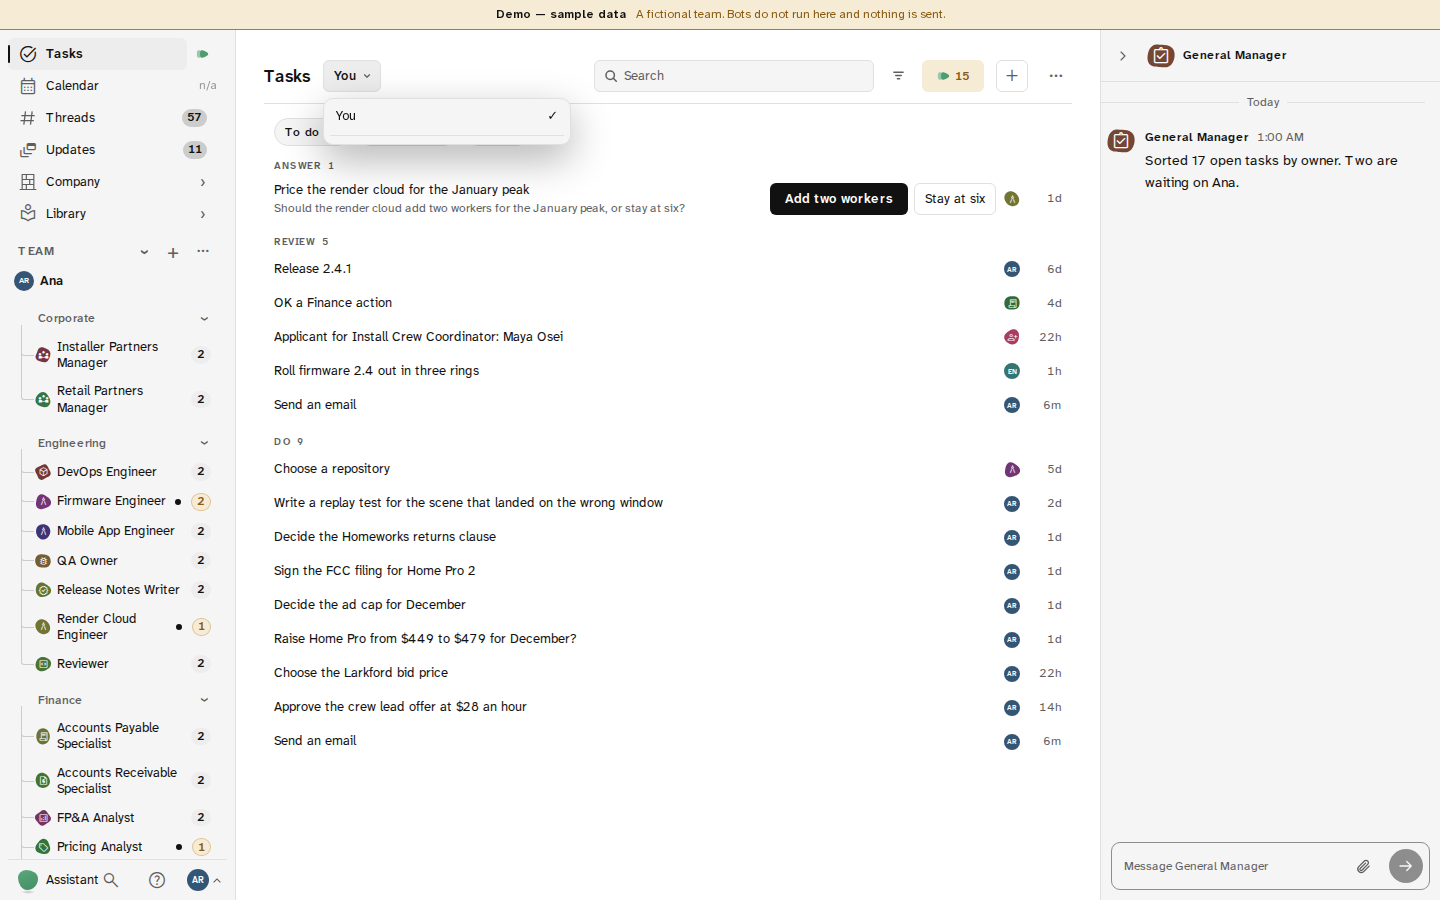 Demo — sample data A fictional team. Bots do not run here and nothing is sent.
Tasks
Calendar n/a
Threads 57
Updates 11
Company
Library
TEAM
AR Ana
Corporate
Installer Partners
Manager 2
Retail Partners
Manager 2
Engineering
DevOps Engineer 2
Firmware Engineer 2
Mobile App Engineer 2
QA Owner 2
Release Notes Writer 2
Render Cloud
Engineer 1
Reviewer 2
Finance
Accounts Payable
Specialist 2
Accounts Receivable
Specialist 2
FP&A Analyst 2
Pricing Analyst 1
Assistant AR
Tasks You Search 15
You ✓
To do
ANSWER 1
Price the render cloud for the January peak
Should the render cloud add two workers for the January peak, or stay at six?
Add two workers Stay at six 1d
REVIEW 5
Release 2.4.1 AR 6d
OK a Finance action 4d
Applicant for Install Crew Coordinator: Maya Osei 22h
Roll firmware 2.4 out in three rings EN 1h
Send an email AR 6m
DO 9
Choose a repository 5d
Write a replay test for the scene that landed on the wrong window AR 2d
Decide the Homeworks returns clause AR 1d
Sign the FCC filing for Home Pro 2 AR 1d
Decide the ad cap for December AR 1d
Raise Home Pro from $449 to $479 for December? AR 1d
Choose the Larkford bid price AR 22h
Approve the crew lead offer at $28 an hour AR 14h
Send an email AR 6m
General Manager
Today
General Manager 1:00 AM
Sorted 17 open tasks by owner. Two are
waiting on Ana.
Message General Manager